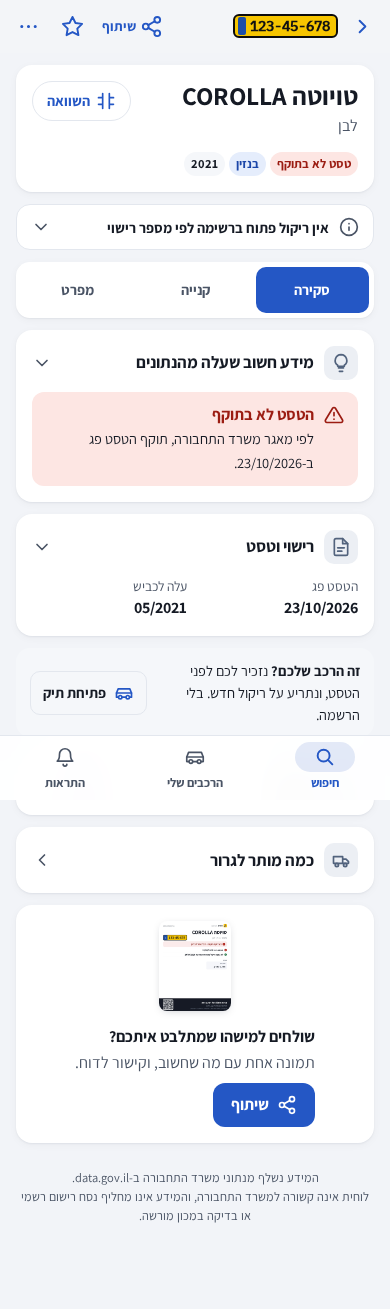 123-45-678
שיתוף
טויוטה COROLLA
השוואה
לבן
טסט לא בתוקף
בנזין
2021
אין ריקול פתוח ברשימה לפי מספר רישוי
סקירה
קנייה
מפרט
מידע חשוב שעלה מהנתונים
הטסט לא בתוקף
לפי מאגר משרד התחבורה, תוקף הטסט פג
ב-23/10/2026.
רישוי וטסט
הטסט פג
עלה לכביש
23/10/2026
05/2021
זה הרכב שלכם? נזכיר לכם לפני
הטסט, ונתריע על ריקול חדש. בלי
הרשמה.
פתיחת תיק
חיפוש
הרכבים שלי
התראות
כמה מותר לגרור
שולחים למישהו שמתלבט איתכם?
תמונה אחת עם מה שחשוב, וקישור לדוח.
שיתוף
המידע נשלף מנתוני משרד התחבורה ב-data.gov.il.
לוחית אינה קשורה למשרד התחבורה, והמידע אינו מחליף נסח רישום רשמי
או בדיקה במכון מורשה.